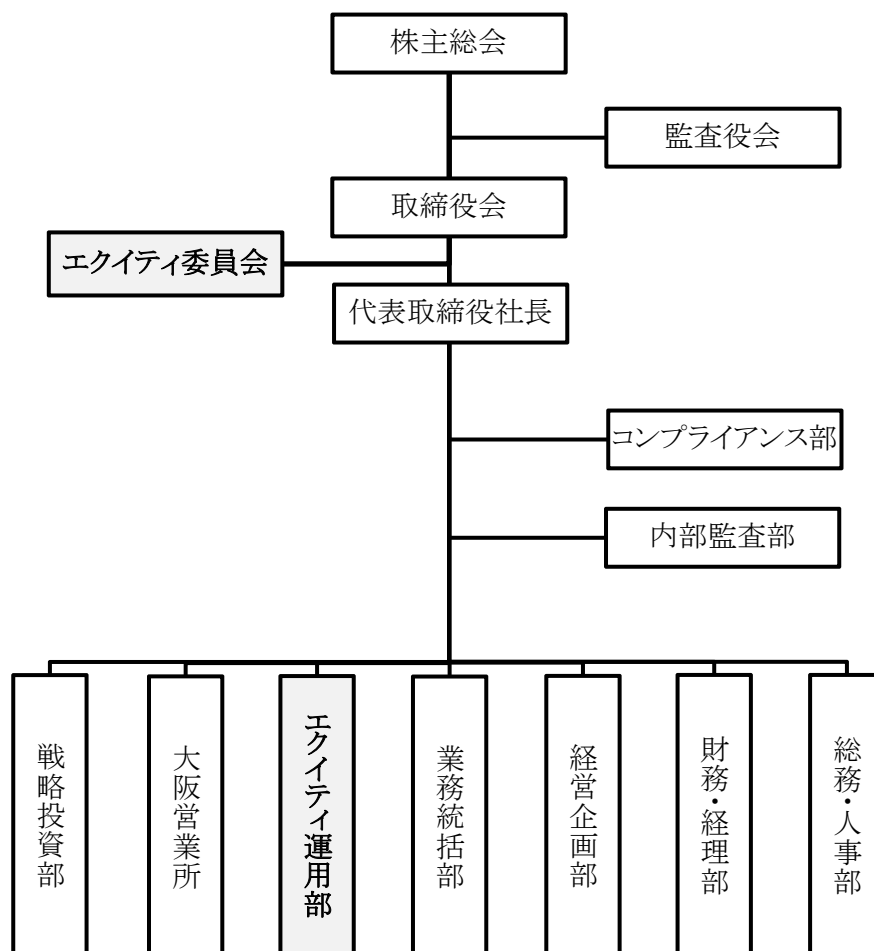 株主総会
監査役会
取締役会
エクイティ委員会
代表取締役社長
コンプライアンス部
内部監査部
戦略投資部
大阪営業所
エクイティ運用部
業務統括部
経営企画部
財務・経理部
総務・人事部